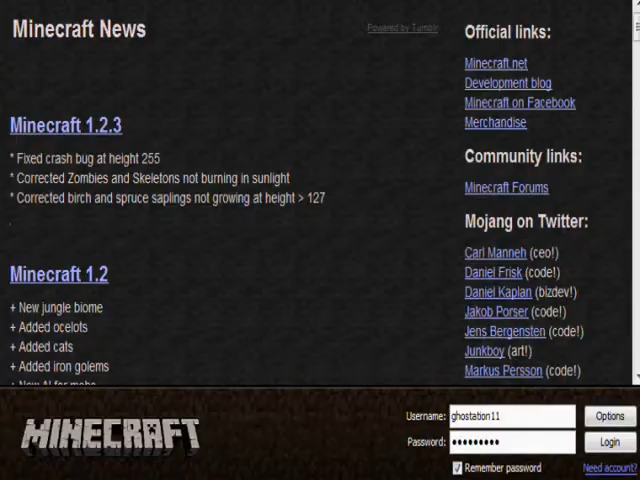 Minecraft News
Powered by Tumblr
Minecraft 1.2.3
* Fixed crash bug at height 255
* Corrected Zombies and Skeletons not burning in sunlight
* Corrected birch and spruce saplings not growing at height > 127
Minecraft 1.2
+ New jungle biome
+ Added ocelots
+ Added cats
+ Added iron golems
+ New AI for mobs
Official links:
Minecraft.net
Development blog
Minecraft on Facebook
Merchandise
Community links:
Minecraft Forums
Mojang on Twitter:
Carl Manneh (ceo!)
Daniel Frisk (code!)
Daniel Kaplan (bizdev!)
Jakob Porser (code!)
Jens Bergensten (code!)
Junkboy (art!)
Markus Persson (code!)
MINECRAFT
Username: ghostation11 Options
Password: ●●●●●●●●● Login
Remember password Need account?